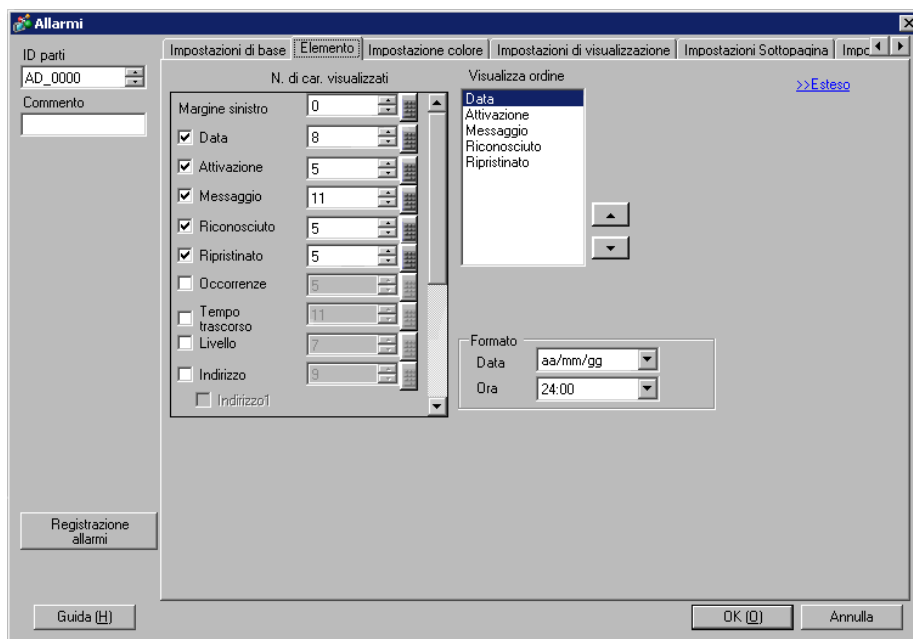 Allarmi
ID parti
AD_0000
Commento
Impostazioni di base Elemento Impostazione colore Impostazioni di visualizzazione Impostazioni Sottopagina Impo
N. di car. visualizzati
Margine sinistro 0
Data 8
Attivazione 5
Messaggio 11
Riconosciuto 5
Ripristinato 5
Occorrenze 5
Tempo trascorso 11
Livello 7
Indirizzo 9
Indirizzo1
Visualizza ordine
Data
Attivazione
Messaggio
Riconosciuto
Ripristinato
>>Esteso
Formato
Data aa/mm/gg
Ora 24:00
Registrazione
allarmi
Guida (H) OK (O) Annulla